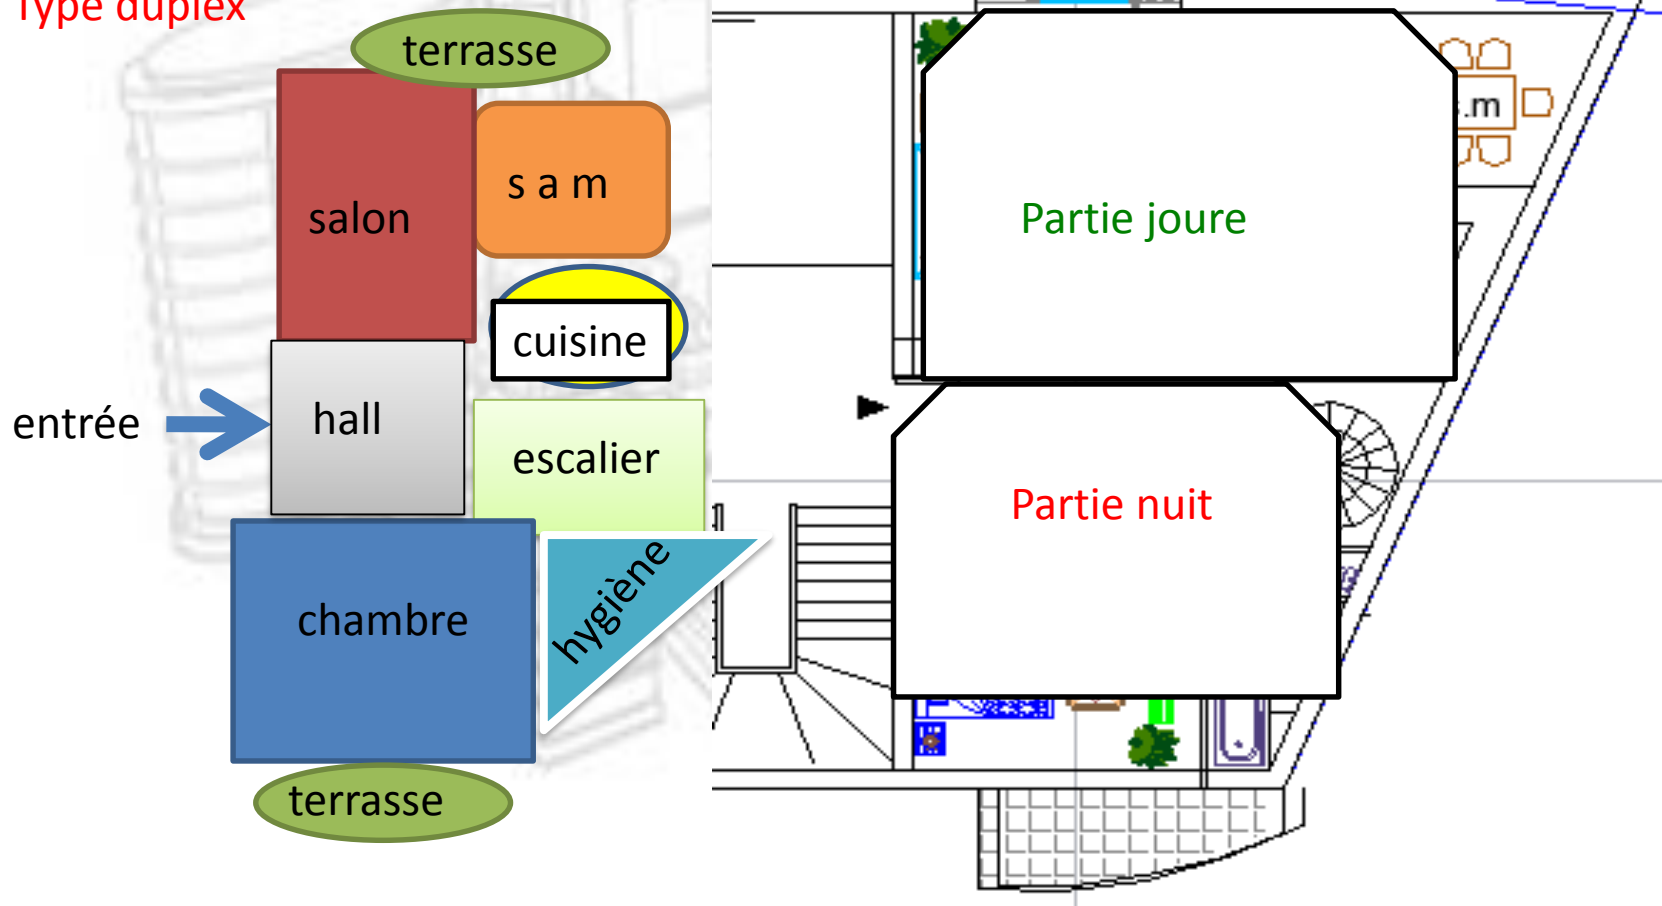 Type duplex
terrasse
s a m
salon
cuisine
entrée
hall
escalier
hygiène
chambre
terrasse
.m
Partie joure
Partie nuit